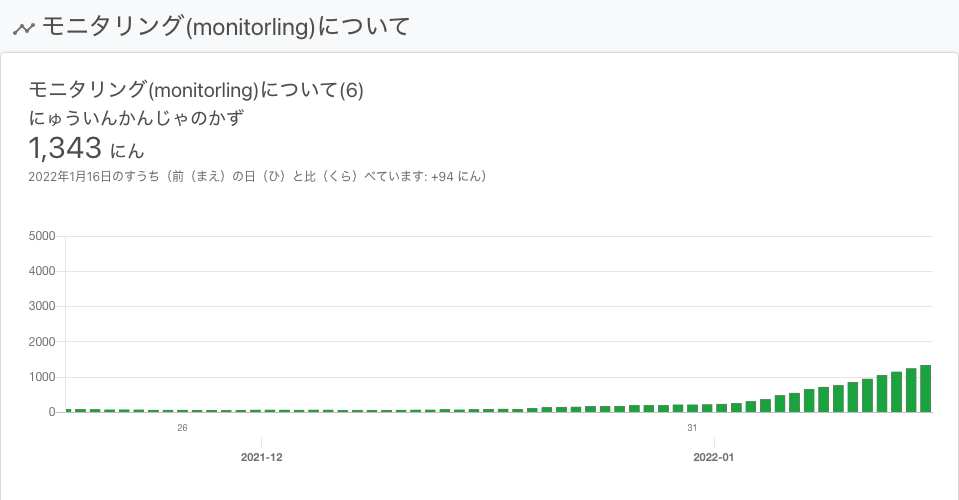 モニタリング(monitorling)について
モニタリング(monitorling)について(6)
にゅういんかんじゃのかず
1,343 にん
2022年1月16日のすうち（前（まえ）の日（ひ）と比（くら）べています: +94 にん）
5000
4000
3000
2000
1000
0
26 31
2021-12 2022-01